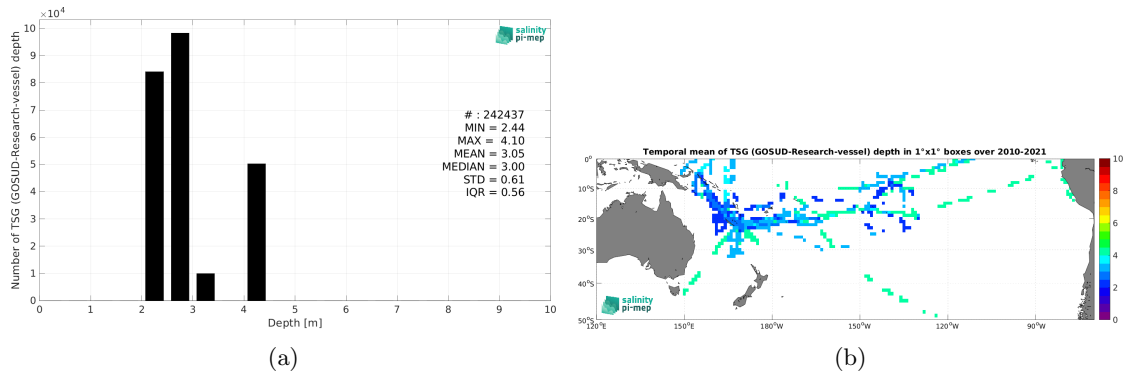 ×10⁴
10
9
8
7
6
5
4
3
2
1
0
Number of TSG (GOSUD-Research-vessel) depth
salinity
pi-mep
# : 242437
MIN = 2.44
MAX = 4.10
MEAN = 3.05
MEDIAN = 3.00
STD = 0.61
IQR = 0.56
0 1 2 3 4 5 6 7 8 9 10
Depth [m]
(a)
Temporal mean of TSG (GOSUD-Research-vessel) depth in 1°x1° boxes over 2010-2021
0°
10°S
20°S
30°S
40°S
50°S
salinity
pi-mep
120°E 150°E 180°W 150°W 120°W 90°W
10
8
6
4
2
0
(b)